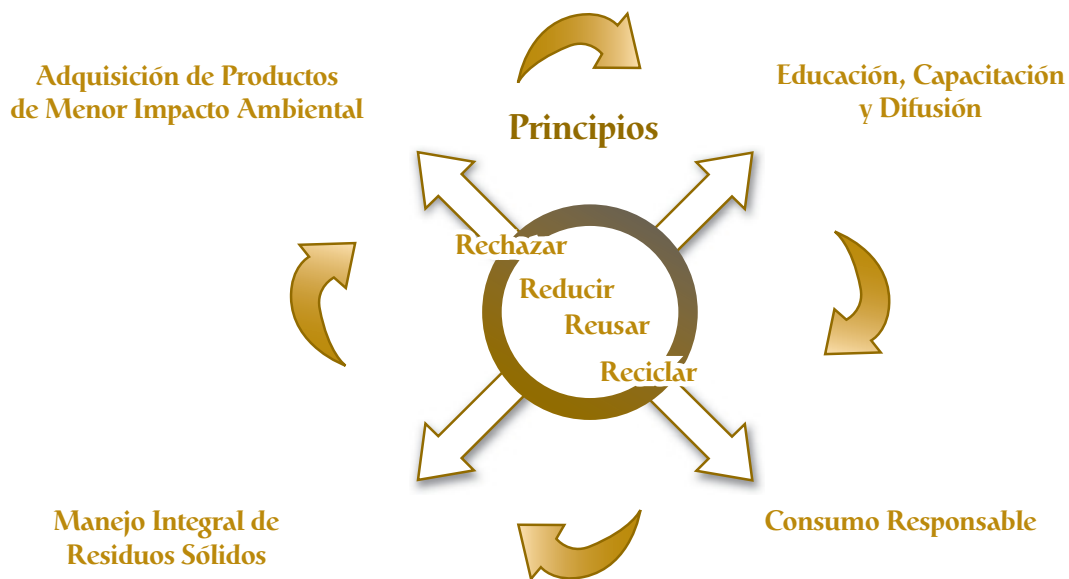 Adquisición de Productos
de Menor Impacto Ambiental
Educación, Capacitación
y Difusión
Principios
Rechazar
Reducir
Reusar
Reciclar
Manejo Integral de
Residuos Sólidos
Consumo Responsable